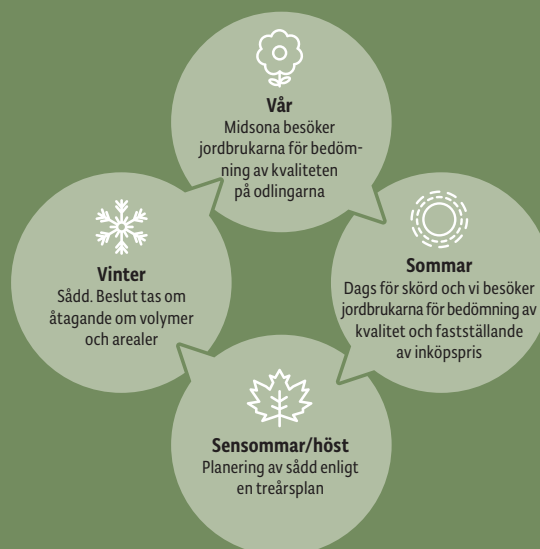 Vår
Midsona besöker
jordbrukarna för bedöm-
ning av kvaliteten
på odlingarna
Sommar
Dags för skörd och vi besöker
jordbrukarna för bedömning av
kvalitet och fastställande
av inköpspris
Sensommar/höst
Planering av sådd enligt
en treårsplan
Vinter
Sådd. Beslut tas om
åtagande om volymer
och arealer